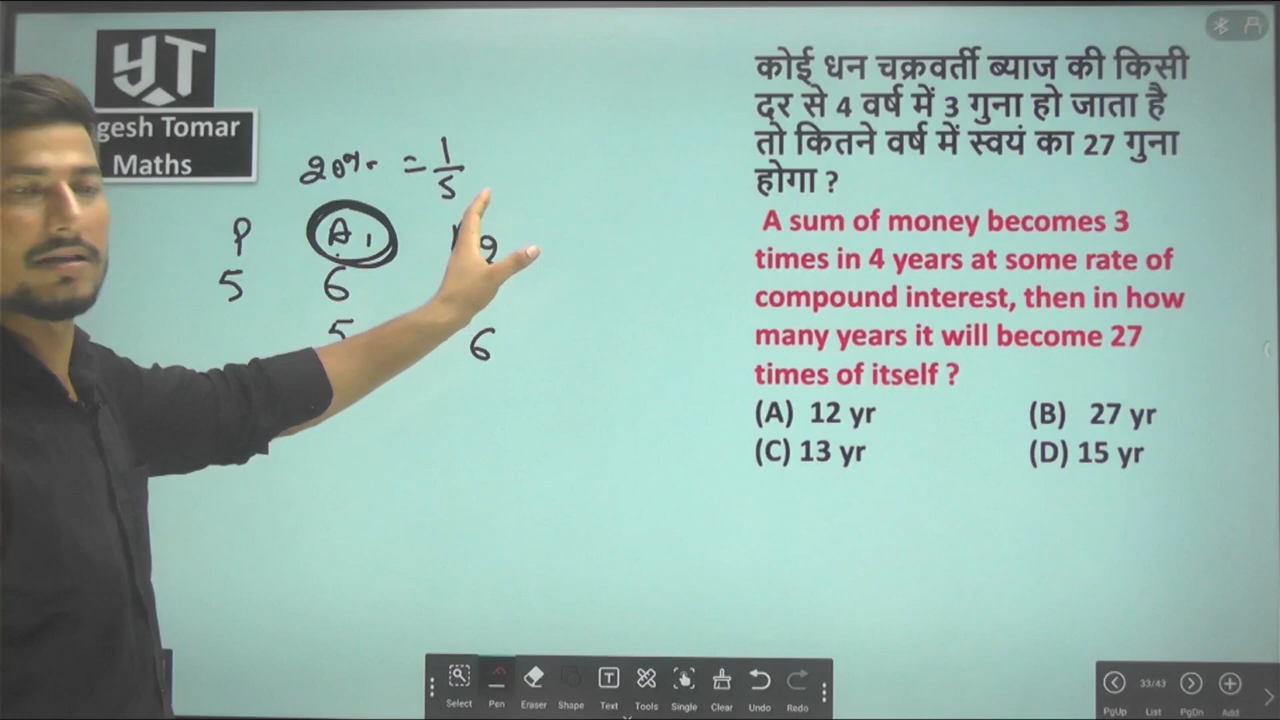 YT
gesh Tomar
Maths
20% = 1/5
P A1 2
5 6
5 6
कोई धन चक्रवर्ती ब्याज की किसी
दर से 4 वर्ष में 3 गुना हो जाता है
तो कितने वर्ष में स्वयं का 27 गुना
होगा ?
A sum of money becomes 3
times in 4 years at some rate of
compound interest, then in how
many years it will become 27
times of itself ?
(A) 12 yr (B) 27 yr
(C) 13 yr (D) 15 yr
Select Pen Eraser Shape Text Tools Single Clear Undo Redo
33/43
PgUp List PgDn Add